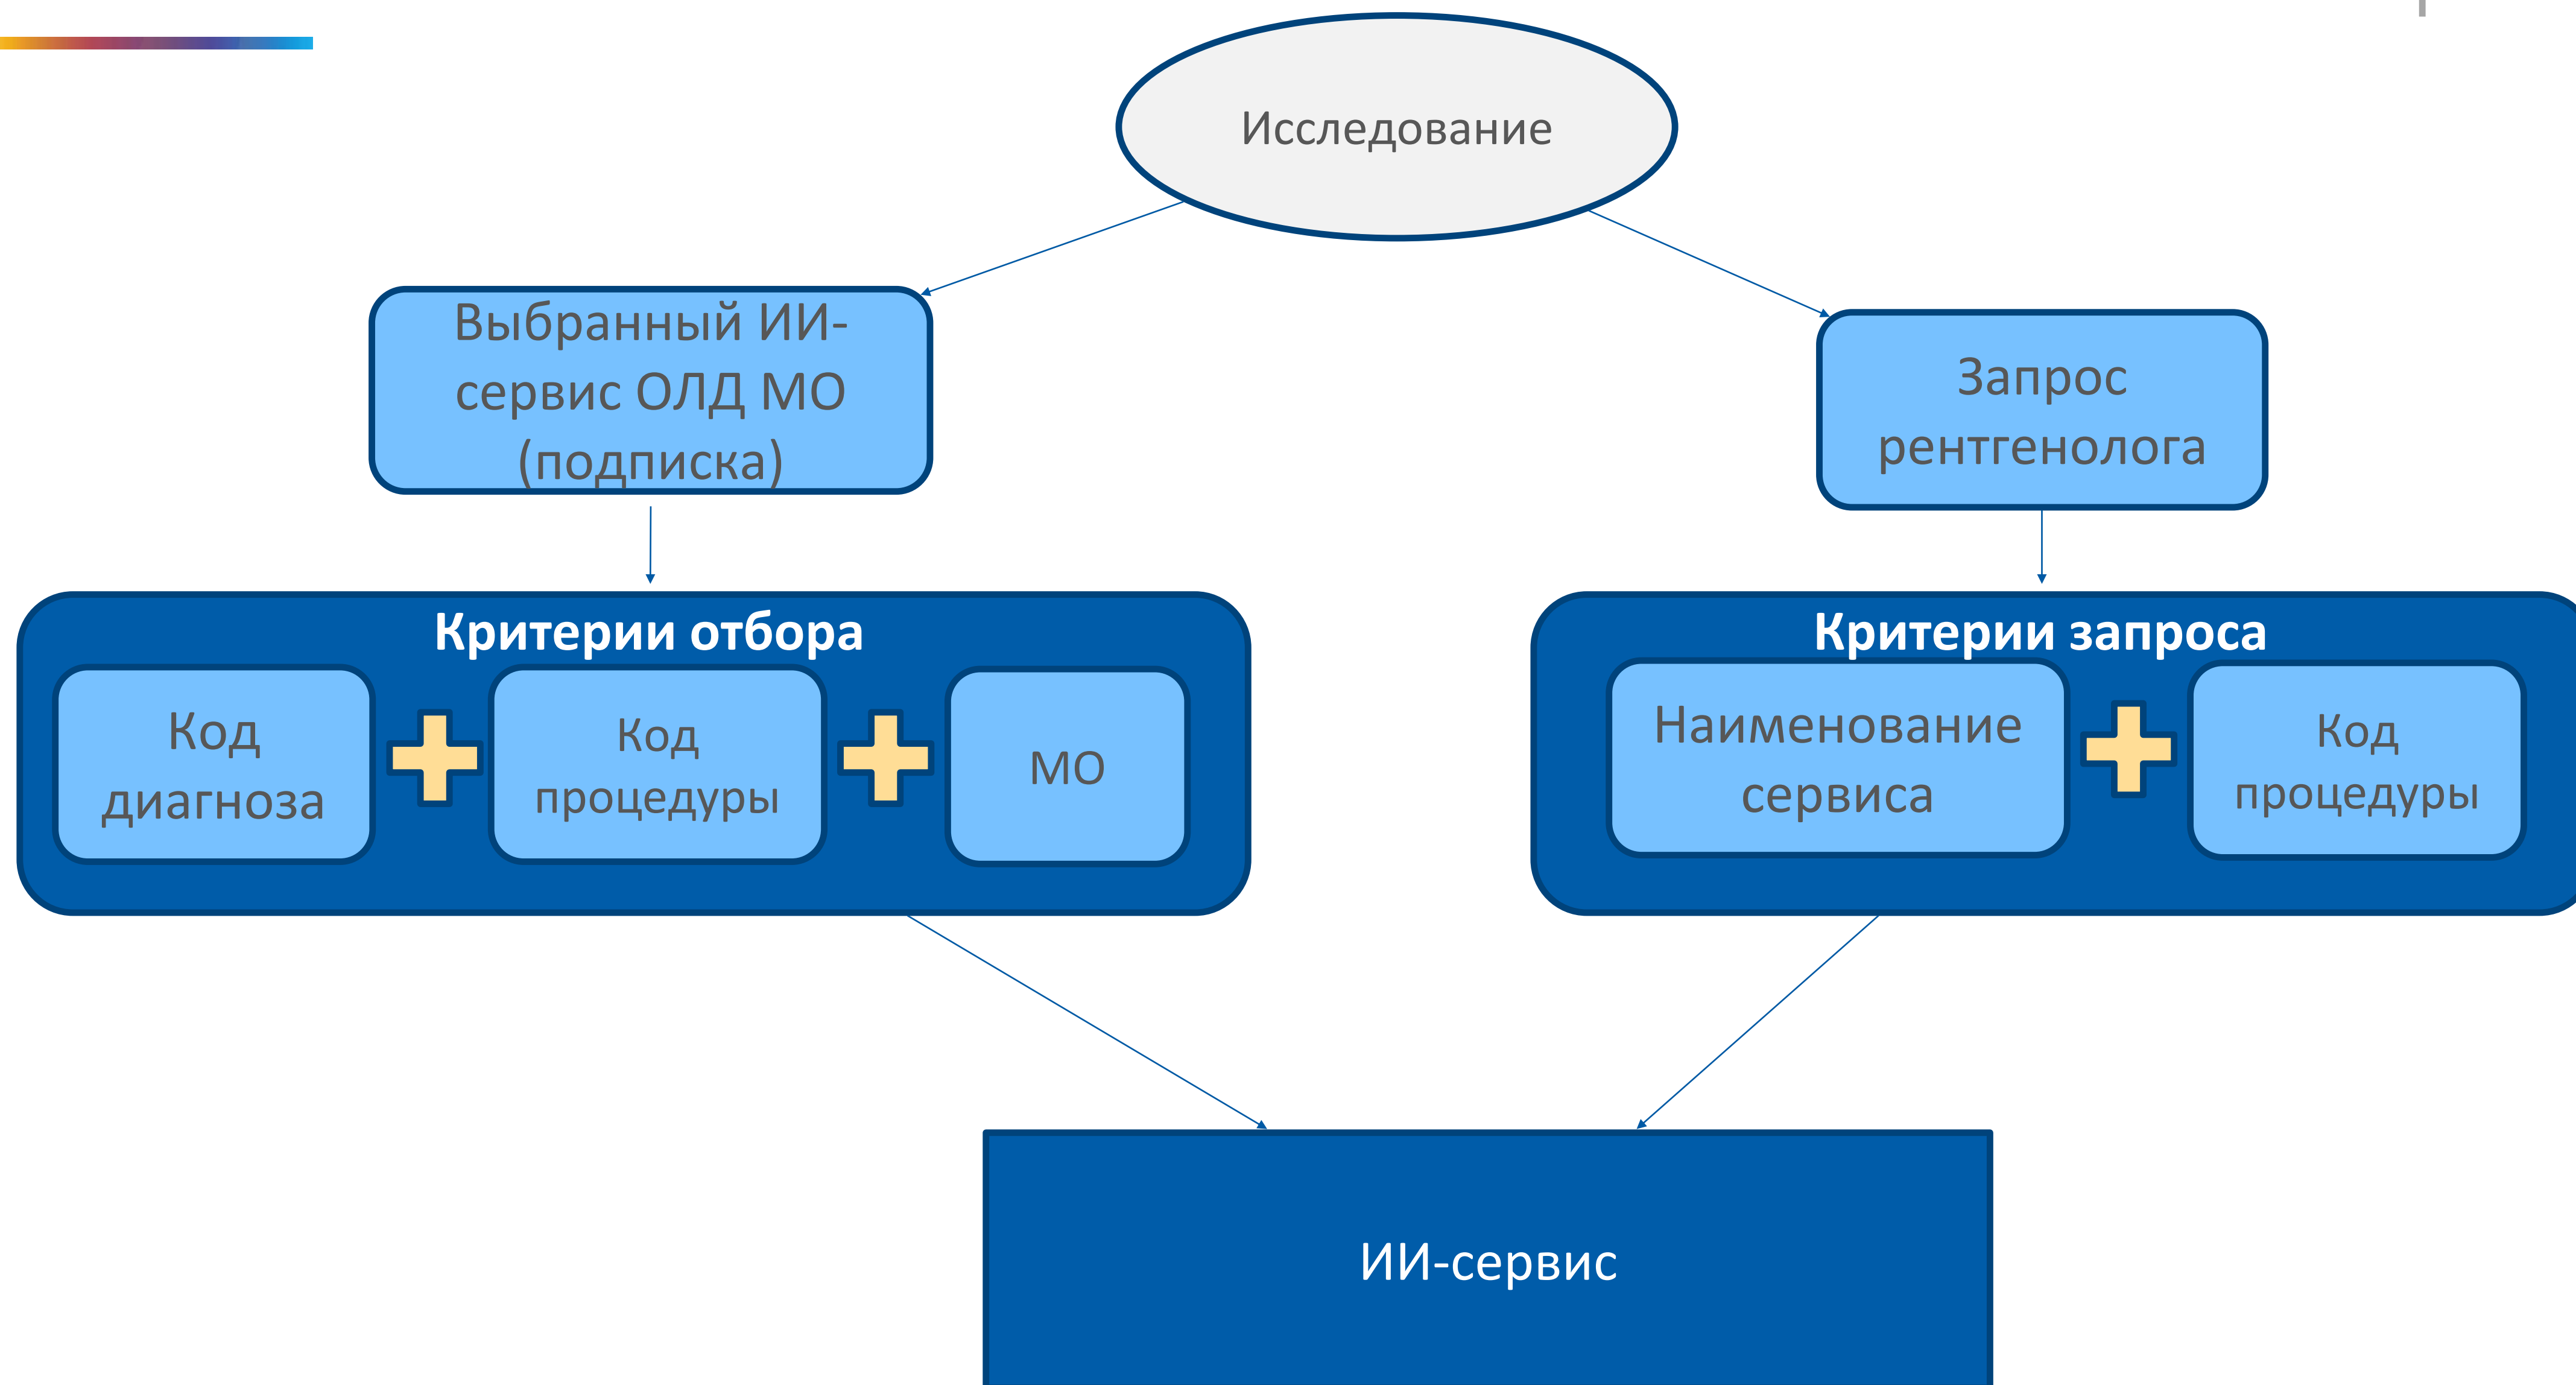 Исследование
Выбранный ИИ-
сервис ОЛД МО
(подписка)
Запрос
рентгенолога
Критерии отбора
Код
диагноза
Код
процедуры
МО
Критерии запроса
Наименование
сервиса
Код
процедуры
ИИ-сервис